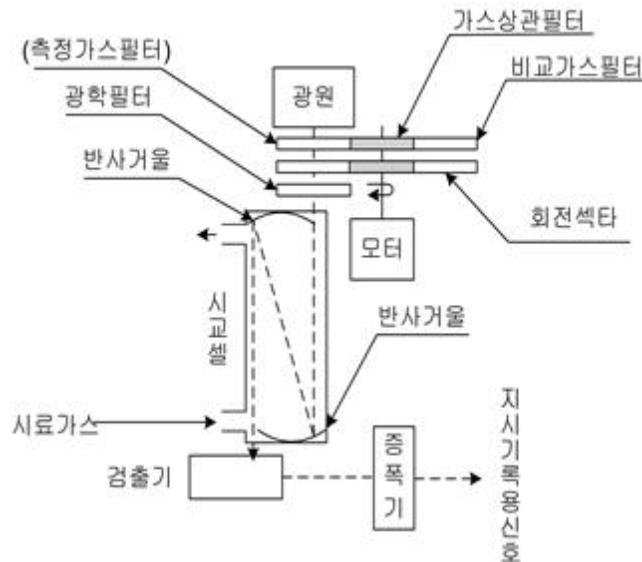 가스상관필터
(측정가스필터)
비교가스필터
광원
광학필터
반사거울
회전섹타
모터
시교셀
반사거울
시료가스
지시기록용신호
증폭기
검출기